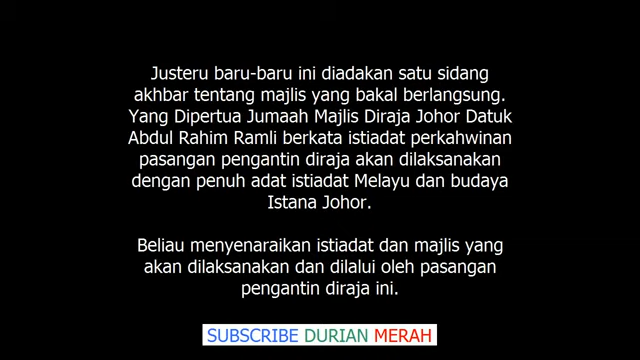 Justeru baru-baru ini diadakan satu sidang
akhbar tentang majlis yang bakal berlangsung.
Yang Dipertua Jumaah Majlis Diraja Johor Datuk
Abdul Rahim Ramli berkata istiadat perkahwinan
pasangan pengantin diraja akan dilaksanakan
dengan penuh adat istiadat Melayu dan budaya
Istana Johor.
Beliau menyenaraikan istiadat dan majlis yang
akan dilaksanakan dan dilalui oleh pasangan
pengantin diraja ini.
SUBSCRIBE DURIAN MERAH